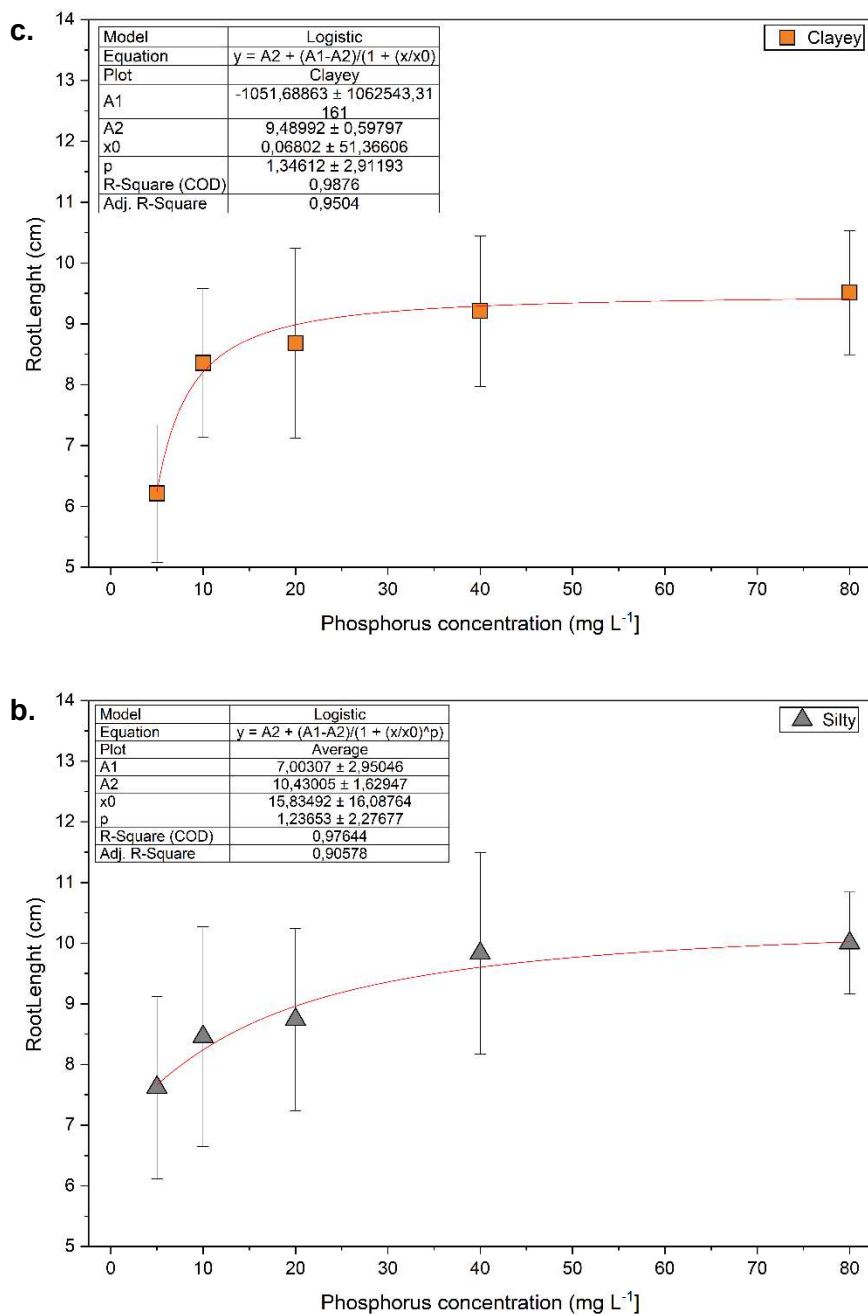 c.
Model Logistic
Equation y = A2 + (A1-A2)/(1 + (x/x0)
Plot Clayey
A1 -1051,68863 ± 1062543,31
161
A2 9,48992 ± 0,59797
x0 0,06802 ± 51,36606
p 1,34612 ± 2,91193
R-Square (COD) 0,9876
Adj. R-Square 0,9504
Clayey
14
13
12
11
10
9
8
7
6
5
RootLenght (cm)
0 10 20 30 40 50 60 70 80
Phosphorus concentration (mg L⁻¹]
b.
Model Logistic
Equation y = A2 + (A1-A2)/(1 + (x/x0)^p)
Plot Average
A1 7,00307 ± 2,95046
A2 10,43005 ± 1,62947
x0 15,83492 ± 16,08764
p 1,23653 ± 2,27677
R-Square (COD) 0,97644
Adj. R-Square 0,90578
Silty
14
13
12
11
10
9
8
7
6
5
RootLenght (cm)
0 10 20 30 40 50 60 70 80
Phosphorus concentration (mg L⁻¹]